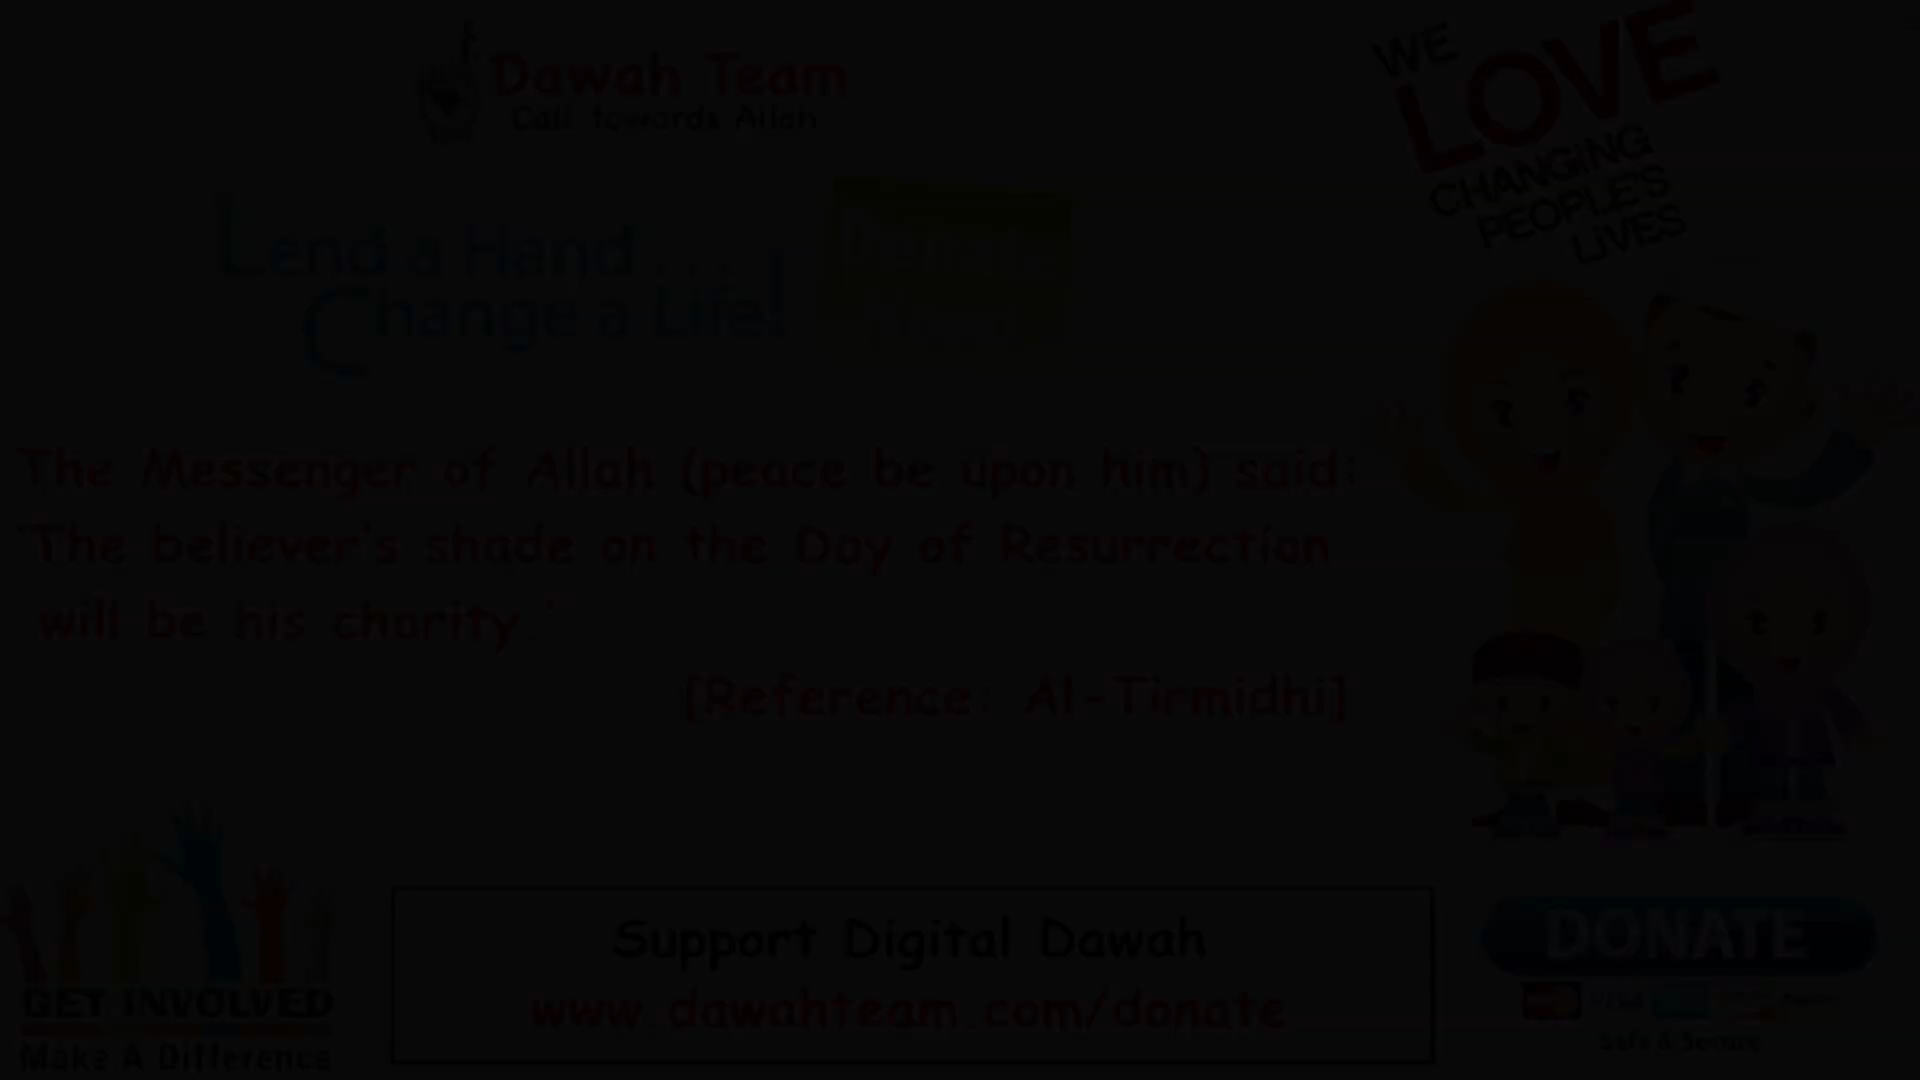 Dawah Team
Call towards Allah
WE
LOVE
CHANGING
PEOPLE'S
LIVES
Lend a Hand . . .
Change a Life!
The Messenger of Allah (peace be upon him) said:
"The believer's shade on the Day of Resurrection
will be his charity."
[Reference: Al-Tirmidhi]
GET INVOLVED
Make A Difference
Support Digital Dawah
www.dawahteam.com/donate
DONATE
Safe & Secure